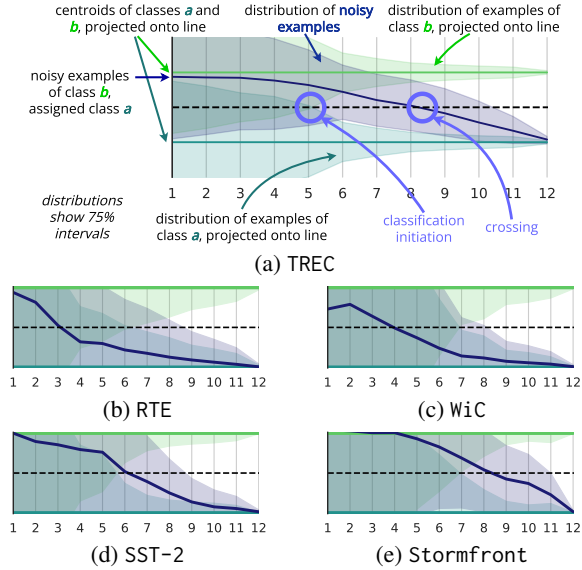 centroids of classes a and
b, projected onto line
distribution of noisy
examples
distribution of examples of
class b, projected onto line
noisy examples
of class b,
assigned class a
1 2 3 4 5 6 7 8 9 10 11 12
distributions
show 75%
intervals
distribution of examples of
class a, projected onto line
classification
initiation
crossing
(a) TREC
1 2 3 4 5 6 7 8 9 10 11 12
(b) RTE
1 2 3 4 5 6 7 8 9 10 11 12
(c) WiC
1 2 3 4 5 6 7 8 9 10 11 12
(d) SST-2
1 2 3 4 5 6 7 8 9 10 11 12
(e) Stormfront